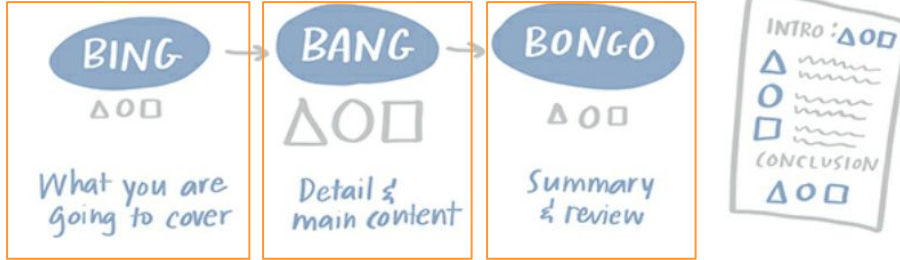 BING
What you are
going to cover
BANG
Detail &
main content
BONGO
Summary
& review
INTRO:
CONCLUSION